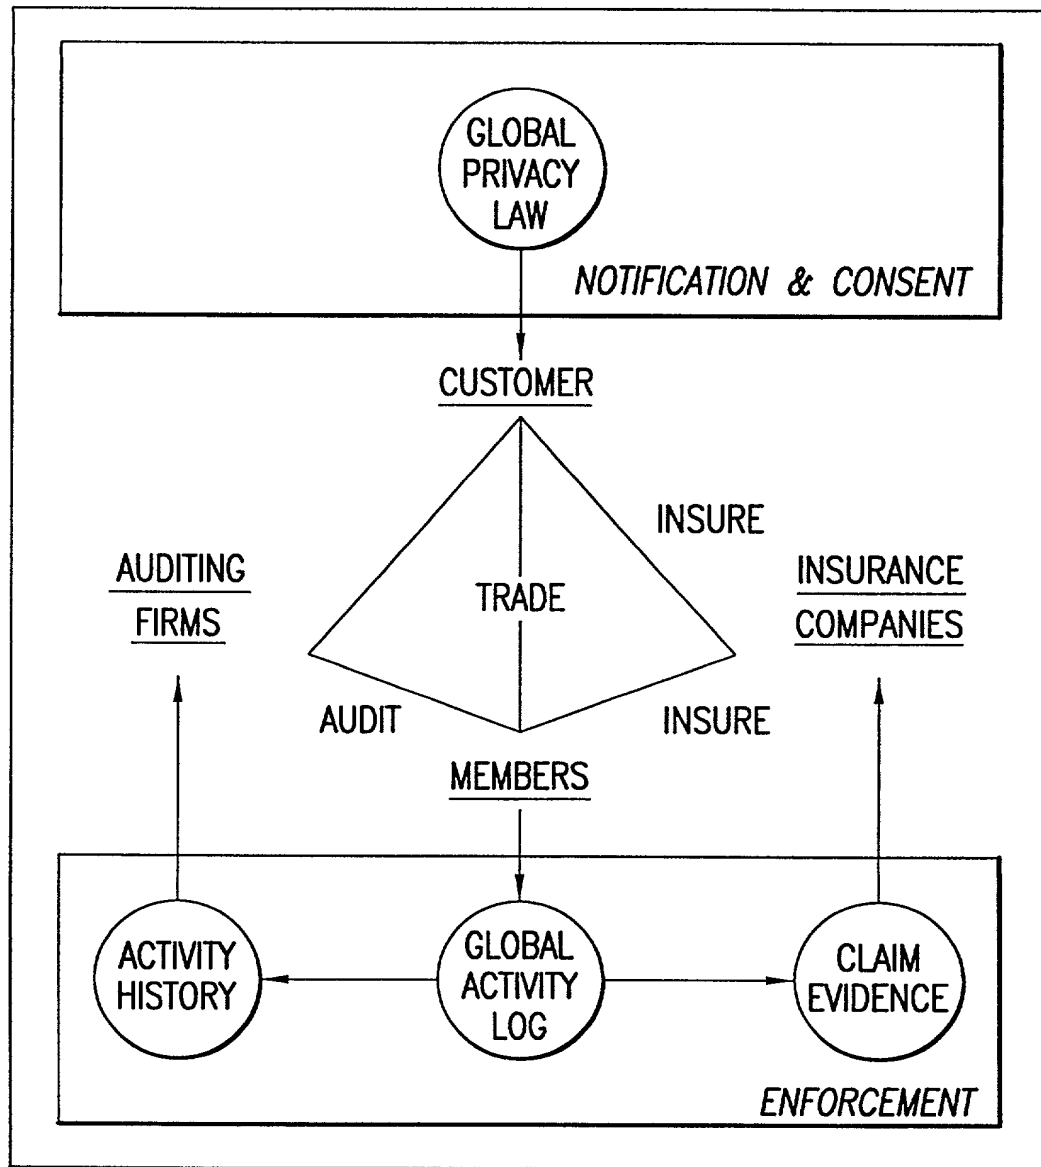 GLOBAL
PRIVACY
LAW
NOTIFICATION & CONSENT
CUSTOMER
INSURE
AUDITING
FIRMS
TRADE
INSURANCE
COMPANIES
AUDIT
INSURE
MEMBERS
ACTIVITY
HISTORY
GLOBAL
ACTIVITY
LOG
CLAIM
EVIDENCE
ENFORCEMENT